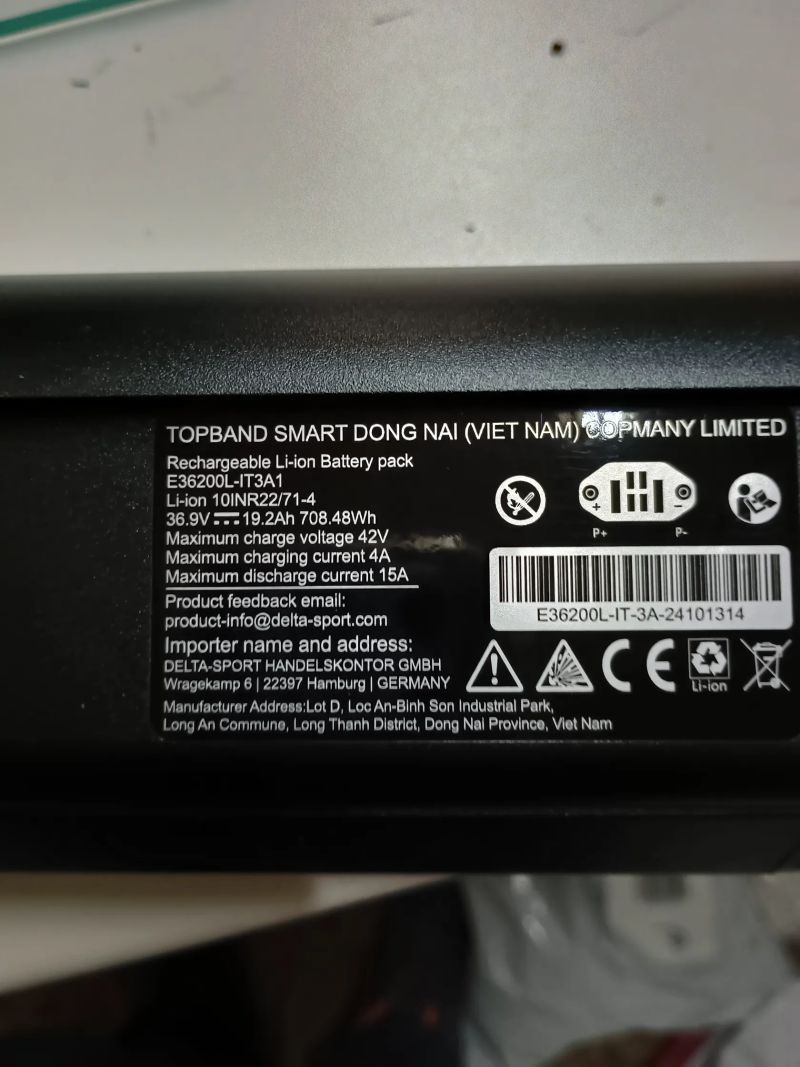 TOPBAND SMART DONG NAI (VIET NAM) COPMANY LIMITED
Rechargeable Li-ion Battery pack
E36200L-IT3A1
Li-ion 10INR22/71-4
36.9V⎓19.2Ah 708.48Wh
Maximum charge voltage 42V
Maximum charging current 4A
Maximum discharge current 15A
+ -
P+ P-
E36200L-IT-3A-24101314
Product feedback email:
product-info@delta-sport.com
Importer name and address:
DELTA-SPORT HANDELSKONTOR GMBH
Wragekamp 6 | 22397 Hamburg | GERMANY
CE
Li-ion
Manufacturer Address:Lot D, Loc An-Binh Son Industrial Park,
Long An Commune, Long Thanh District, Dong Nai Province, Viet Nam